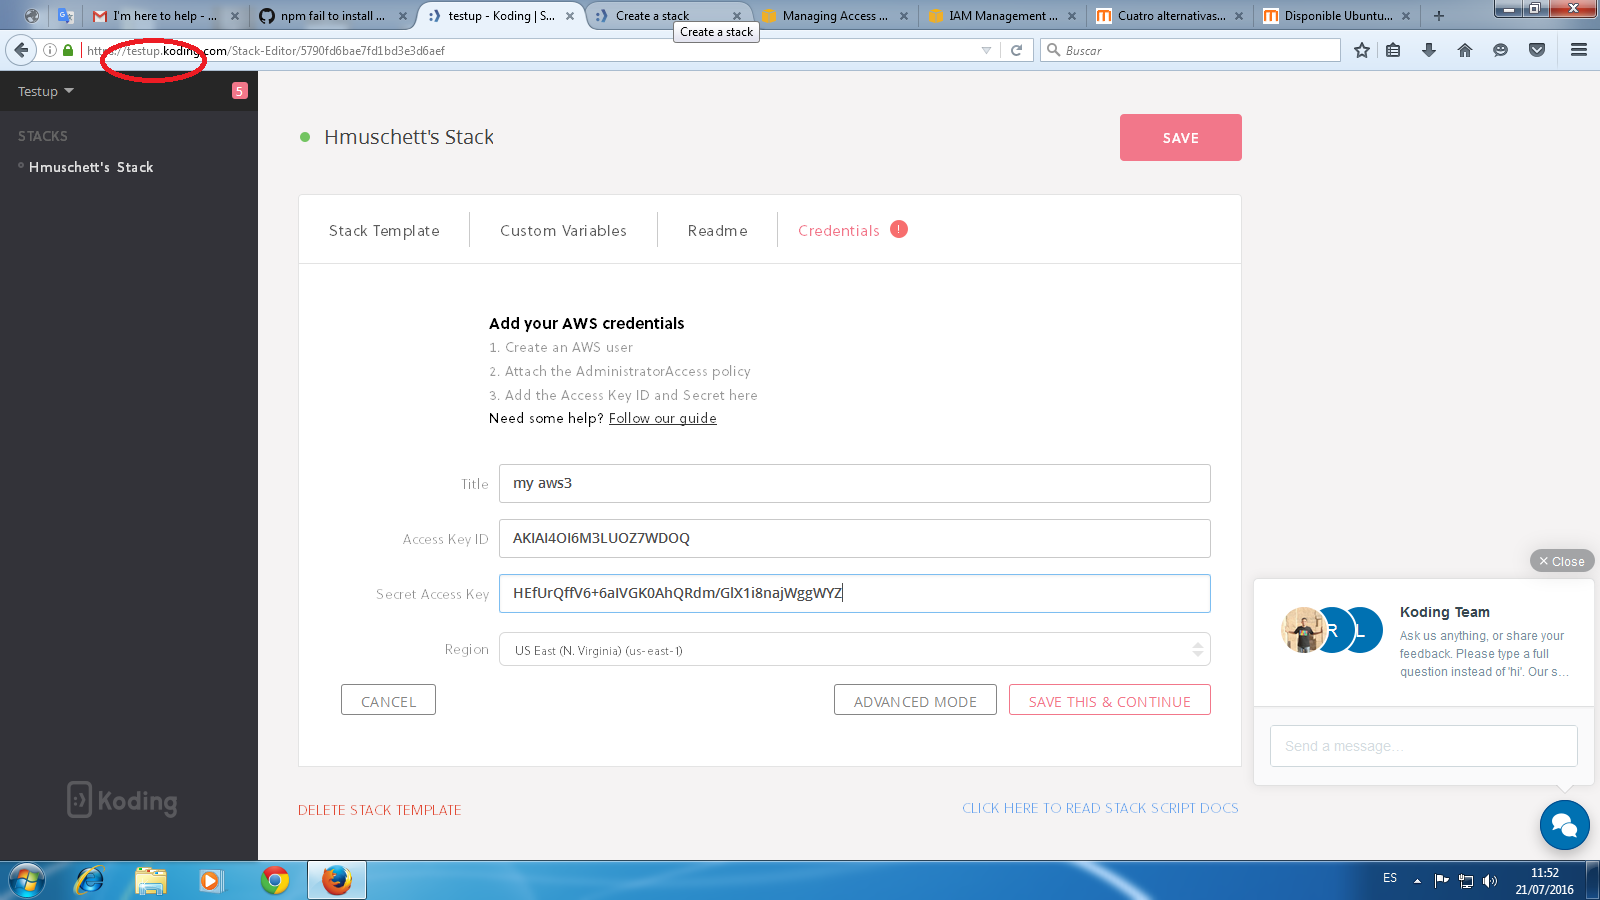 I'm here to help - ...
npm fail to install ...
testup - Koding | S...
Create a stack
Managing Access ...
IAM Management ...
Cuatro alternativas...
Disponible Ubuntu...
Create a stack
https://testup.koding.com/Stack-Editor/5790fd6bae7fd1bd3e3d6aef
Buscar
Testup
5
STACKS
Hmuschett's Stack
Hmuschett's Stack
SAVE
Stack Template
Custom Variables
Readme
Credentials
!
Add your AWS credentials
1. Create an AWS user
2. Attach the AdministratorAccess policy
3. Add the Access Key ID and Secret here
Need some help? Follow our guide
Title
my aws3
Access Key ID
AKIAI4OI6M3LUOZ7WDOQ
Secret Access Key
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
Region
US East (N. Virginia) (us-east-1)
CANCEL
ADVANCED MODE
SAVE THIS & CONTINUE
DELETE STACK TEMPLATE
CLICK HERE TO READ STACK SCRIPT DOCS
Koding
× Close
R
L
Koding Team
Ask us anything, or share your
feedback. Please type a full
question instead of 'hi'. Our s...
Send a message...
ES
11:52
21/07/2016